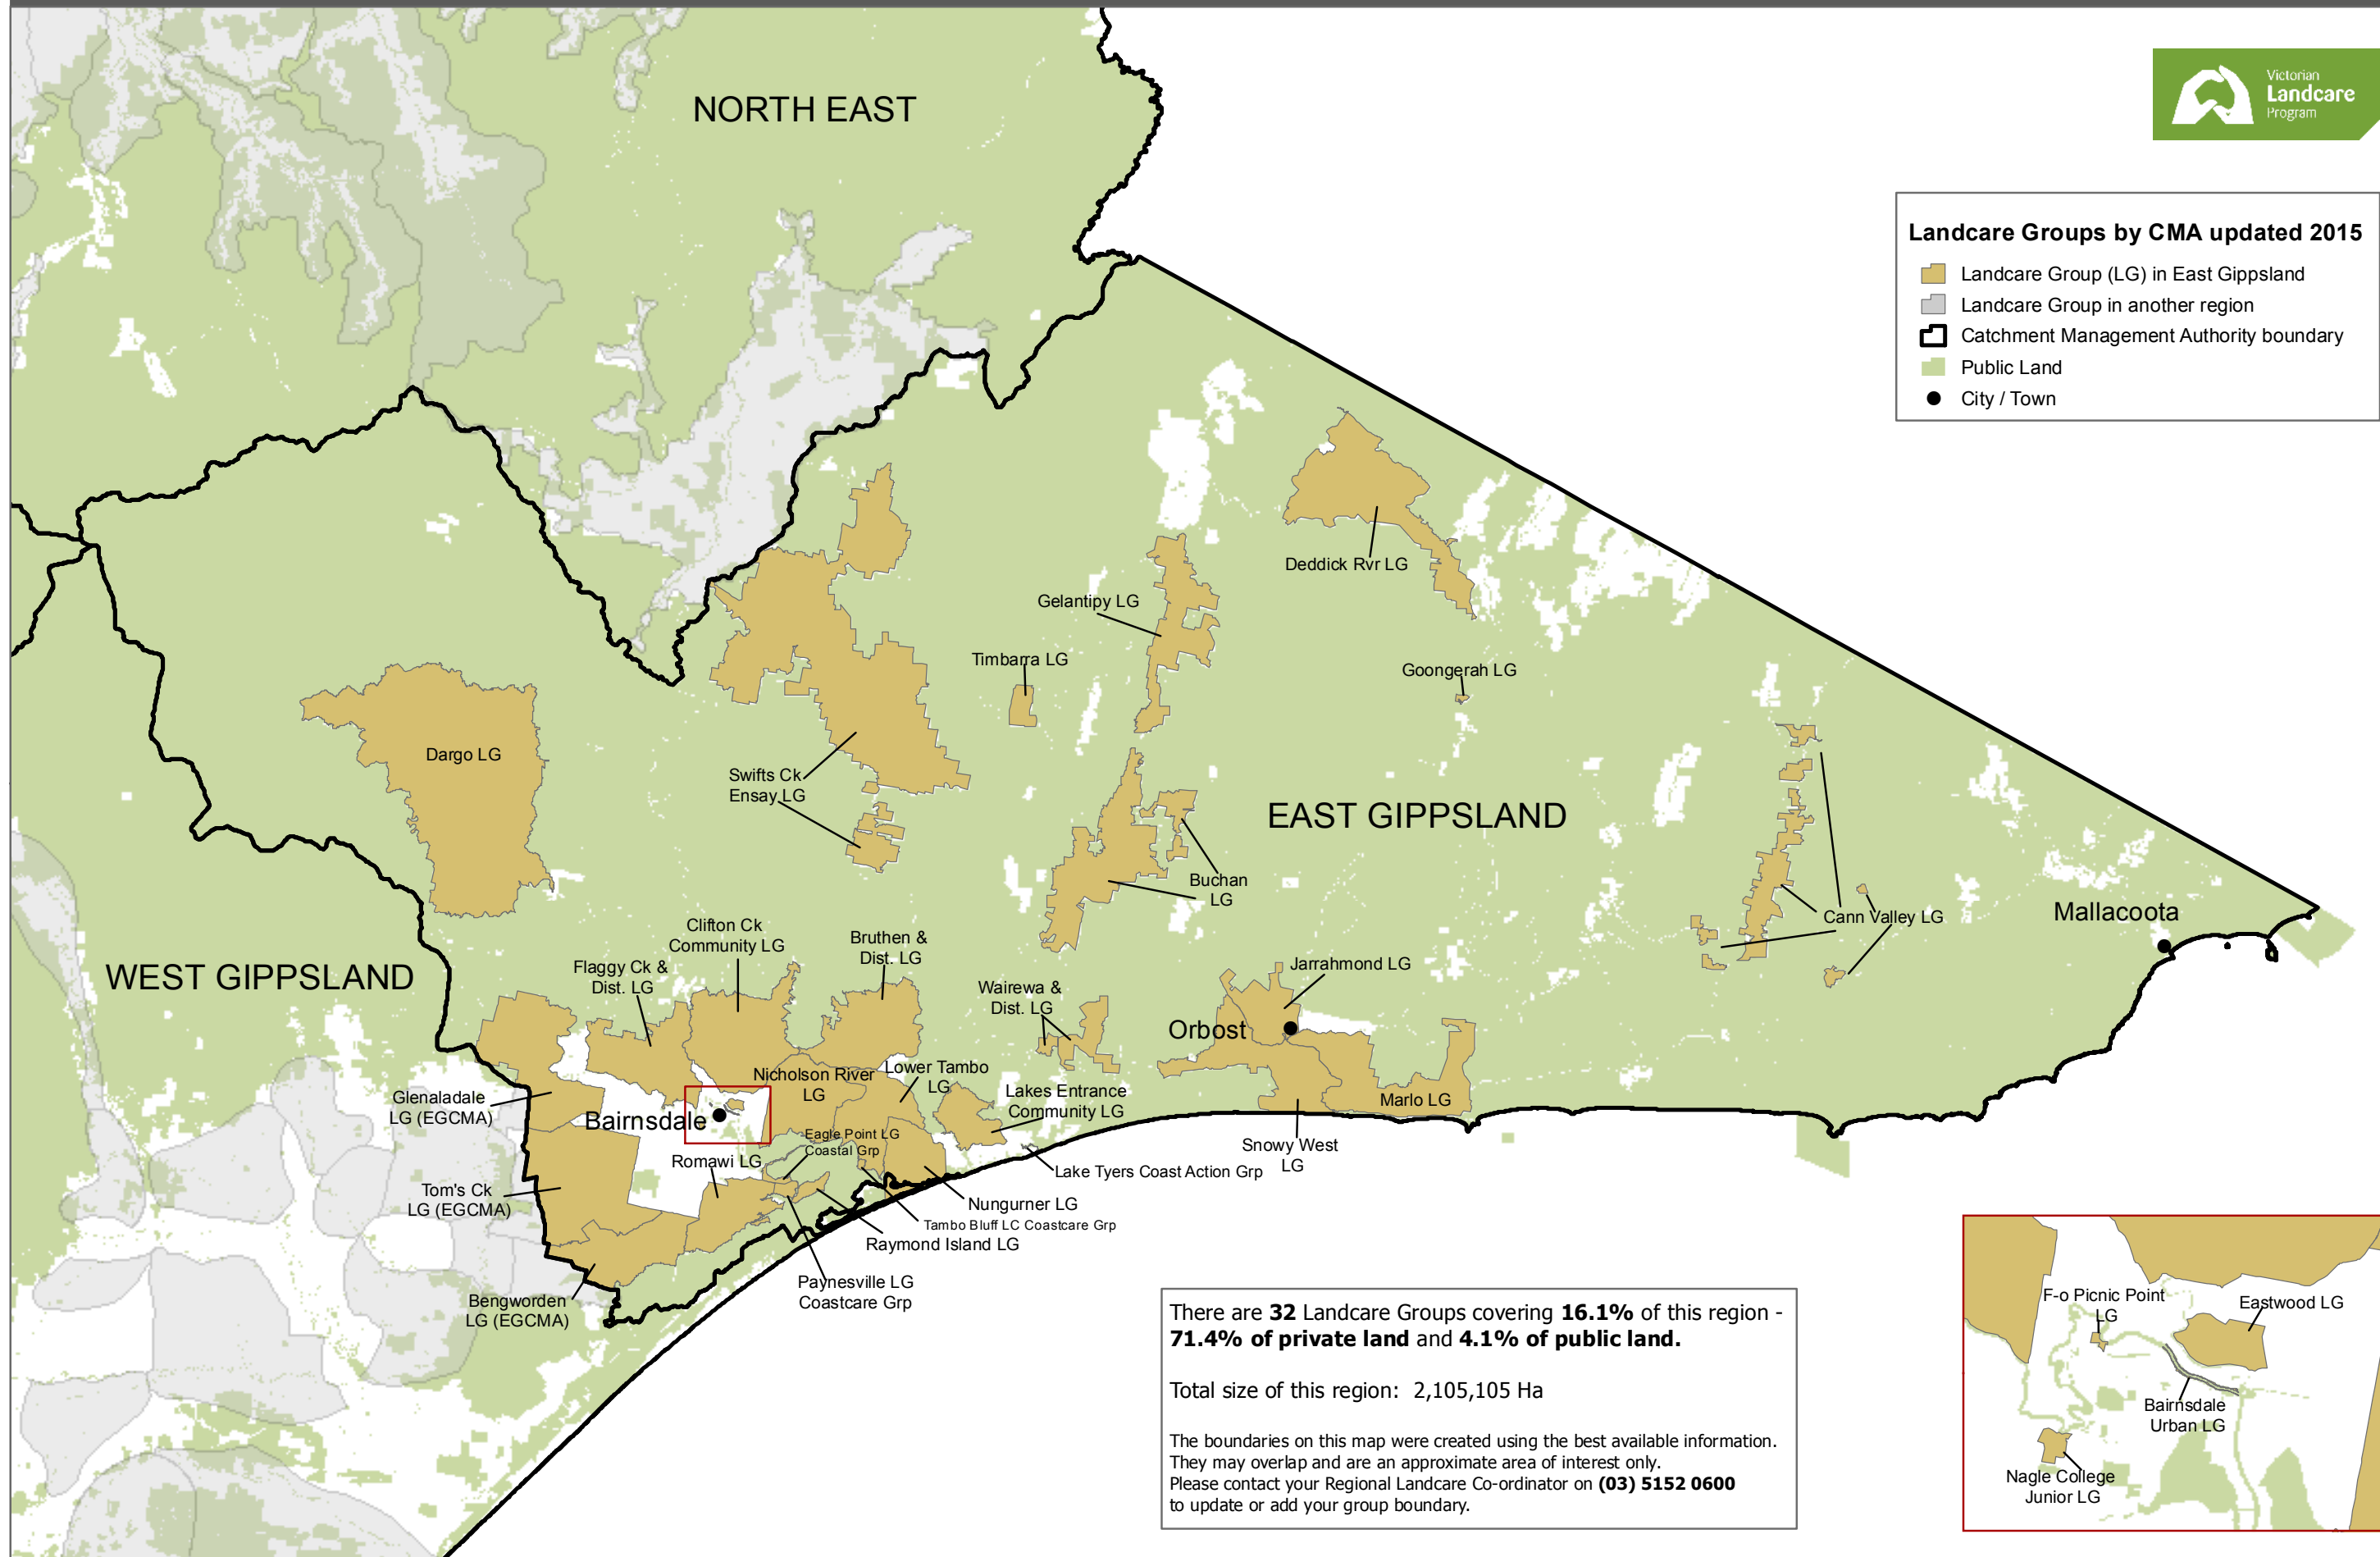 NORTH EAST
Victorian
Landcare
Program
Landcare Groups by CMA updated 2015
Landcare Group (LG) in East Gippsland
Landcare Group in another region
Catchment Management Authority boundary
Public Land
City / Town
Deddick Rvr LG
Gelantipy LG
Timbarra LG
Goongerah LG
Dargo LG
Swifts Ck
Ensay LG
EAST GIPPSLAND
Buchan
LG
Cann Valley LG
Mallacoota
WEST GIPPSLAND
Clifton Ck
Community LG
Bruthen &
Dist. LG
Flaggy Ck &
Dist. LG
Wairewa &
Dist. LG
Jarrahmond LG
Orbost
Nicholson River
LG
Lower Tambo
LG
Lakes Entrance
Community LG
Marlo LG
Glenaladale
LG (EGCMA)
Bairnsdale
Eagle Point LG
Coastal Grp
Snowy West
LG
Romawi LG
Lake Tyers Coast Action Grp
Tom's Ck
LG (EGCMA)
Nungurner LG
Tambo Bluff LC Coastcare Grp
Raymond Island LG
Paynesville LG
Coastcare Grp
Bengworden
LG (EGCMA)
There are 32 Landcare Groups covering 16.1% of this region -
71.4% of private land and 4.1% of public land.
Total size of this region: 2,105,105 Ha
The boundaries on this map were created using the best available information.
They may overlap and are an approximate area of interest only.
Please contact your Regional Landcare Co-ordinator on (03) 5152 0600
to update or add your group boundary.
F-o Picnic Point
LG
Eastwood LG
Bairnsdale
Urban LG
Nagle College
Junior LG